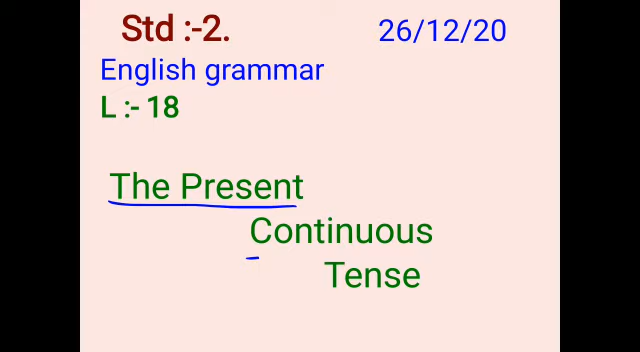 Std :-2. 26/12/20
English grammar
L :- 18
The Present
Continuous
Tense